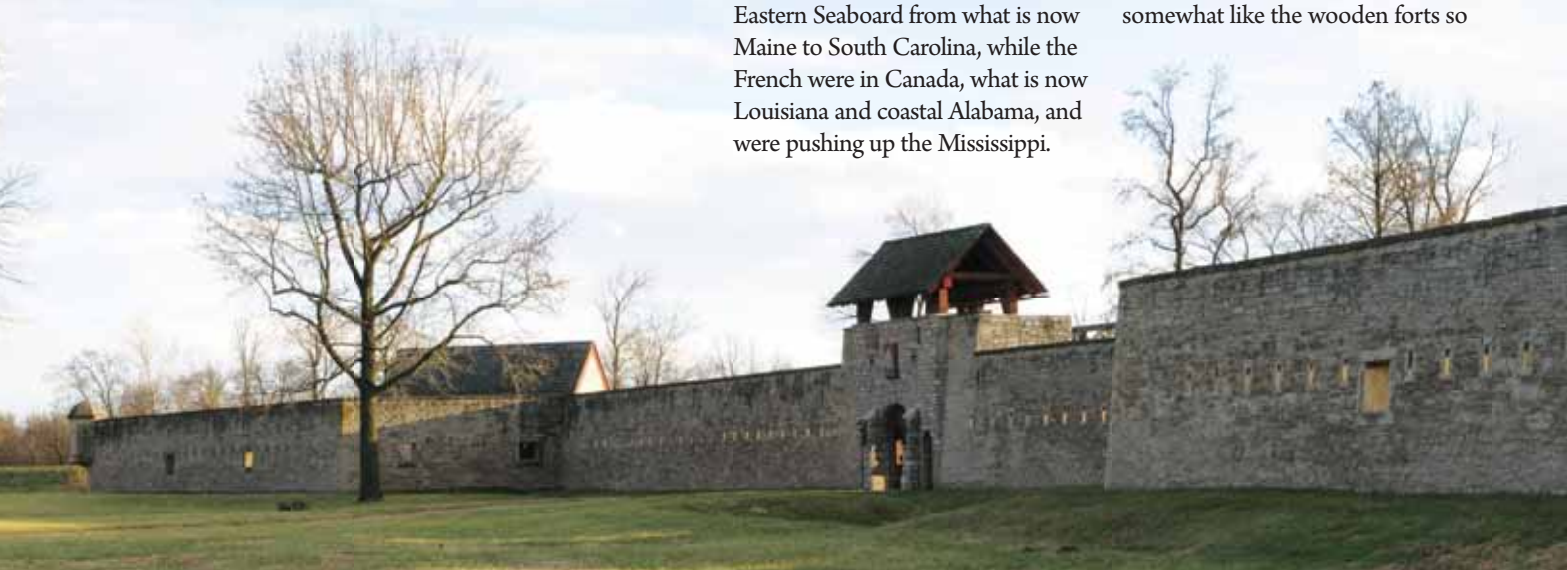 Eastern Seaboard from what is now
Maine to South Carolina, while the
French were in Canada, what is now
Louisiana and coastal Alabama, and
were pushing up the Mississippi.
somewhat like the wooden forts so